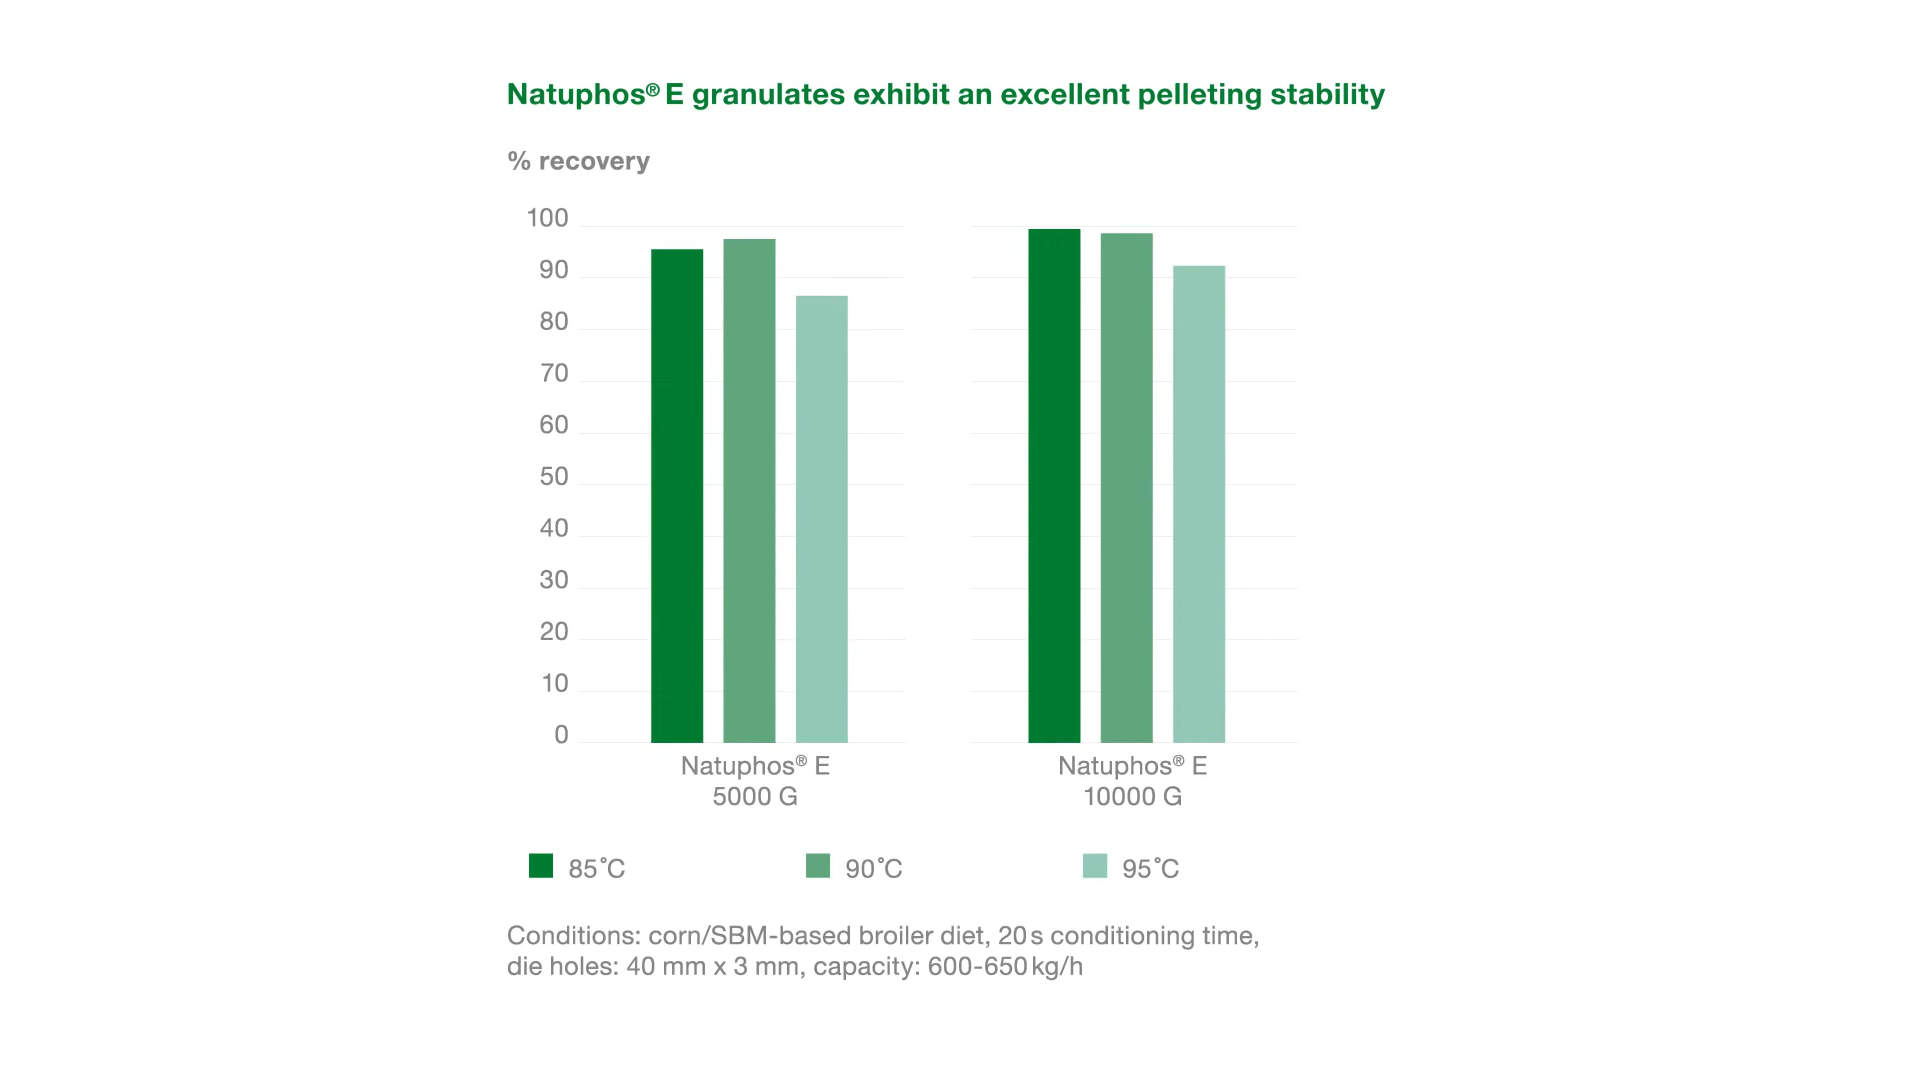 Natuphos® E granulates exhibit an excellent pelleting stability
% recovery
100
90
80
70
60
50
40
30
20
10
0
Natuphos® E
5000 G
Natuphos® E
10000 G
85°C
90°C
95°C
Conditions: corn/SBM-based broiler diet, 20 s conditioning time,
die holes: 40 mm x 3 mm, capacity: 600-650 kg/h